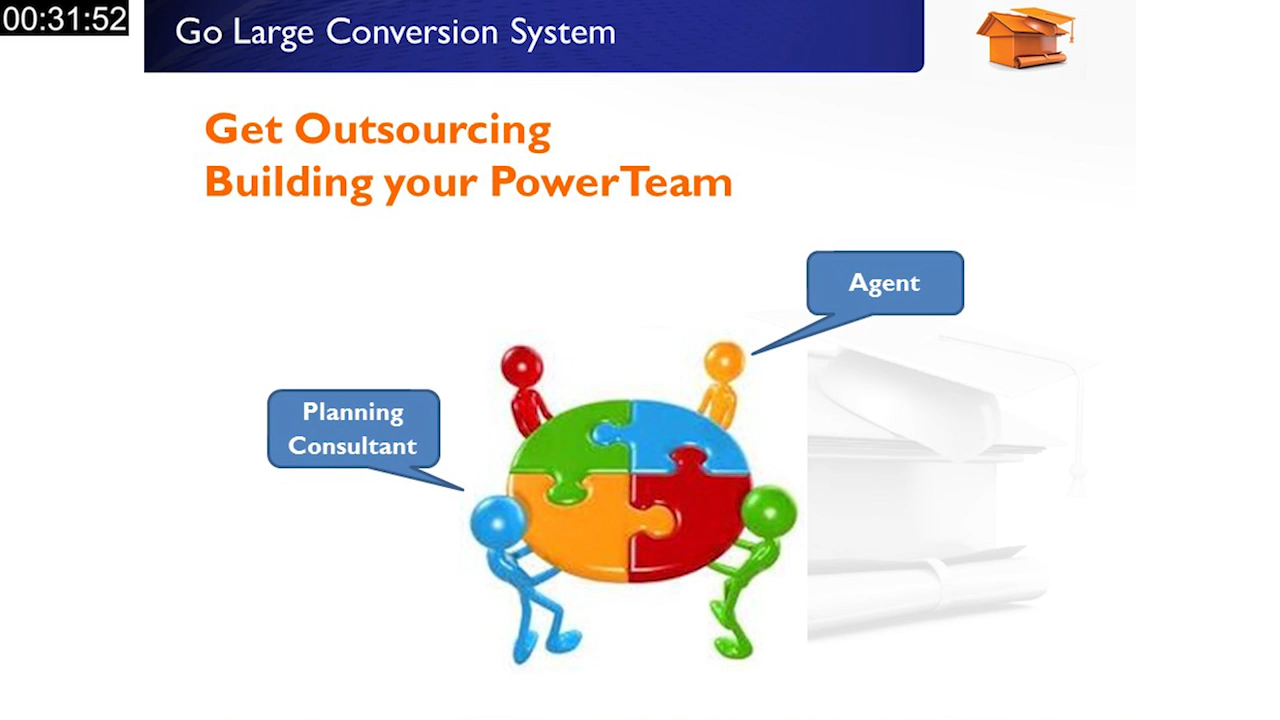 00:31:52
Go Large Conversion System
Get Outsourcing
Building your PowerTeam
Agent
Planning
Consultant